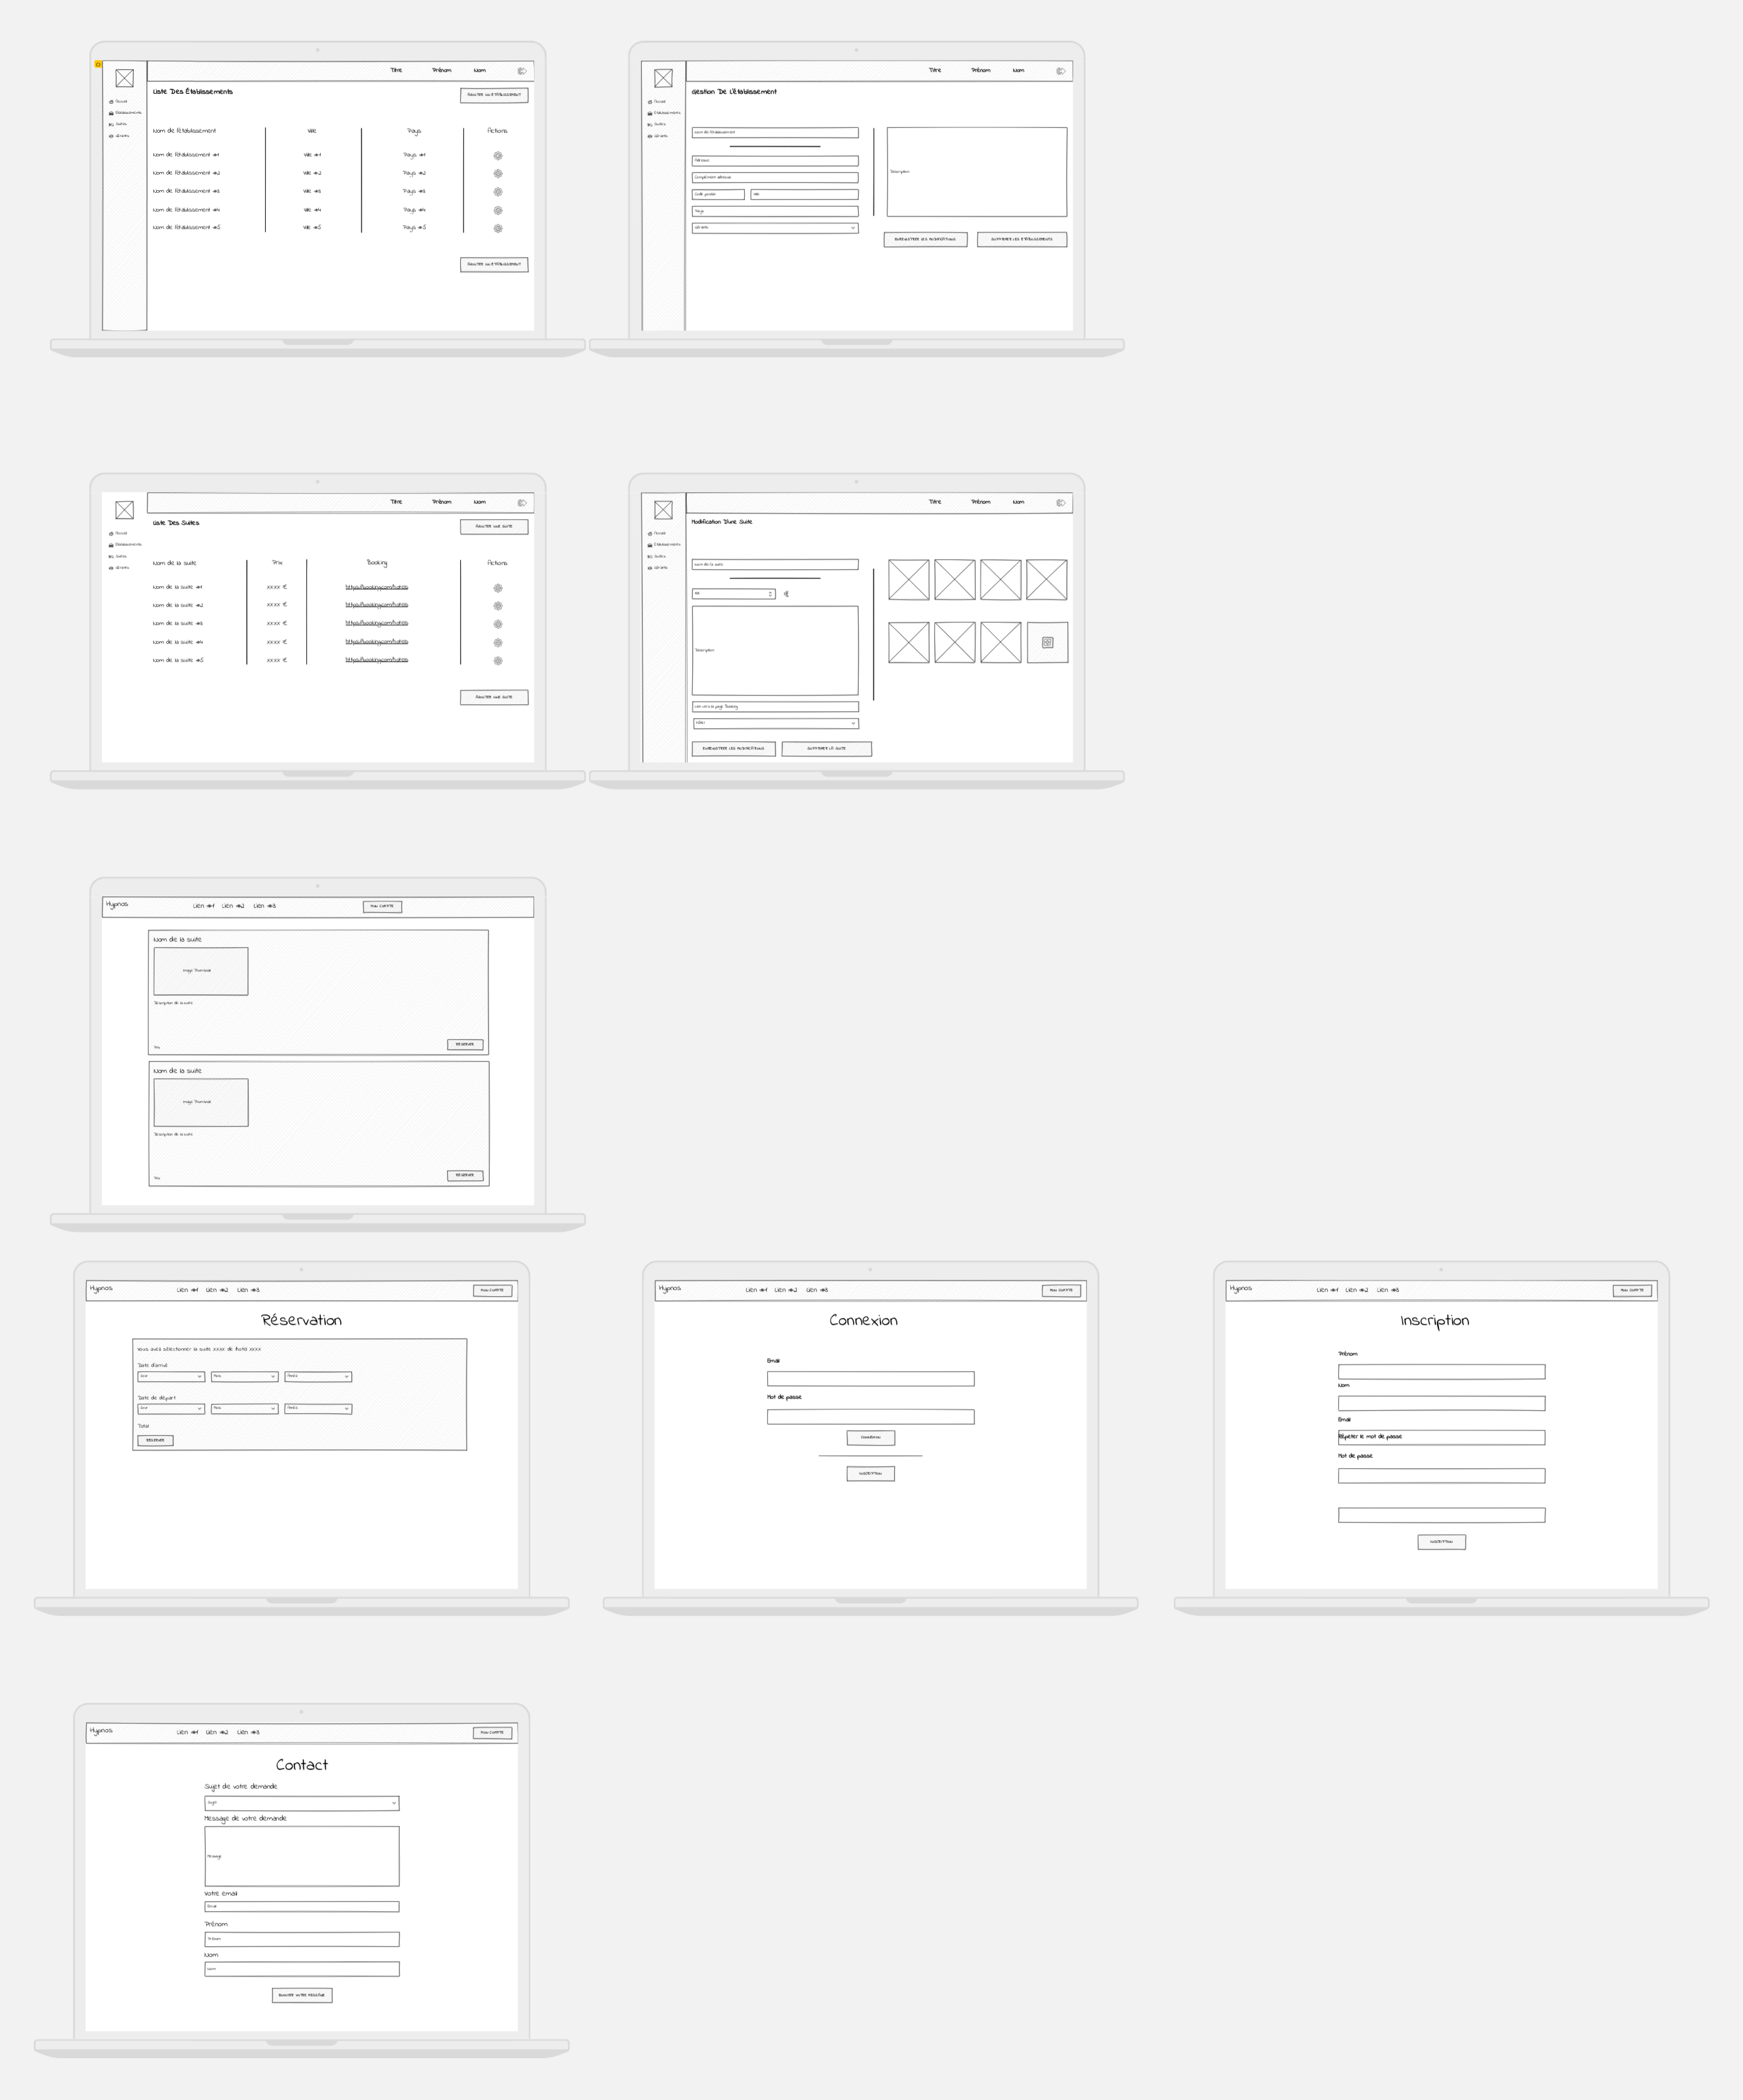 Titre Prénom Nom
Accueil
Établissements
Suites
Gérants
Liste Des Établissements
AJOUTER UN ÉTABLISSEMENT
Nom de l'établissement Ville Pays Actions
Nom de l'établissement #1 Ville #1 Pays #1
Nom de l'établissement #2 Ville #2 Pays #2
Nom de l'établissement #3 Ville #3 Pays #3
Nom de l'établissement #4 Ville #4 Pays #4
Nom de l'établissement #5 Ville #5 Pays #5
AJOUTER UN ÉTABLISSEMENT
Titre Prénom Nom
Accueil
Établissements
Suites
Gérants
Gestion De L'établissement
Nom de l'établissement
Adresse
Complément adresse
Code postal Ville
Pays
Gérants
Description
ENREGISTRER LES MODIFICATIONS SUPPRIMER LES ÉTABLISSEMENTS
Titre Prénom Nom
Accueil
Établissements
Suites
Gérants
Liste Des Suites
AJOUTER UNE SUITE
Nom de la suite Prix Booking Actions
Nom de la suite #1 XXXX € https://booking.com/hotel/s
Nom de la suite #2 XXXX € https://booking.com/hotel/s
Nom de la suite #3 XXXX € https://booking.com/hotel/s
Nom de la suite #4 XXXX € https://booking.com/hotel/s
Nom de la suite #5 XXXX € https://booking.com/hotel/s
AJOUTER UNE SUITE
Titre Prénom Nom
Accueil
Établissements
Suites
Gérants
Modification D'une Suite
Nom de la suite
€
Description
Lien vers la page Booking
Hôtel
ENREGISTRER LES MODIFICATIONS SUPPRIMER LA SUITE
Hypnos Lien #1 Lien #2 Lien #3 MON COMPTE
Nom de la suite
Image Thumbnail
Description de la suite
Prix RÉSERVER
Nom de la suite
Image Thumbnail
Description de la suite
Prix RÉSERVER
Hypnos Lien #1 Lien #2 Lien #3 MON COMPTE
Réservation
Vous avez sélectionner la suite XXXX de l'hotel XXXX
Date d'arrivé
Jour Mois Année
Date de départ
Jour Mois Année
Total
RÉSERVER
Hypnos Lien #1 Lien #2 Lien #3 MON COMPTE
Connexion
Email
Mot de passe
CONNEXION
INSCRIPTION
Hypnos Lien #1 Lien #2 Lien #3 MON COMPTE
Inscription
Prénom
Nom
Email
Répéter le mot de passe
Mot de passe
INSCRIPTION
Hypnos Lien #1 Lien #2 Lien #3 MON COMPTE
Contact
Sujet de votre demande
Sujet
Message de votre demande
Message
Votre email
Email
Prénom
Prénom
Nom
Nom
ENVOYER VOTRE MESSAGE